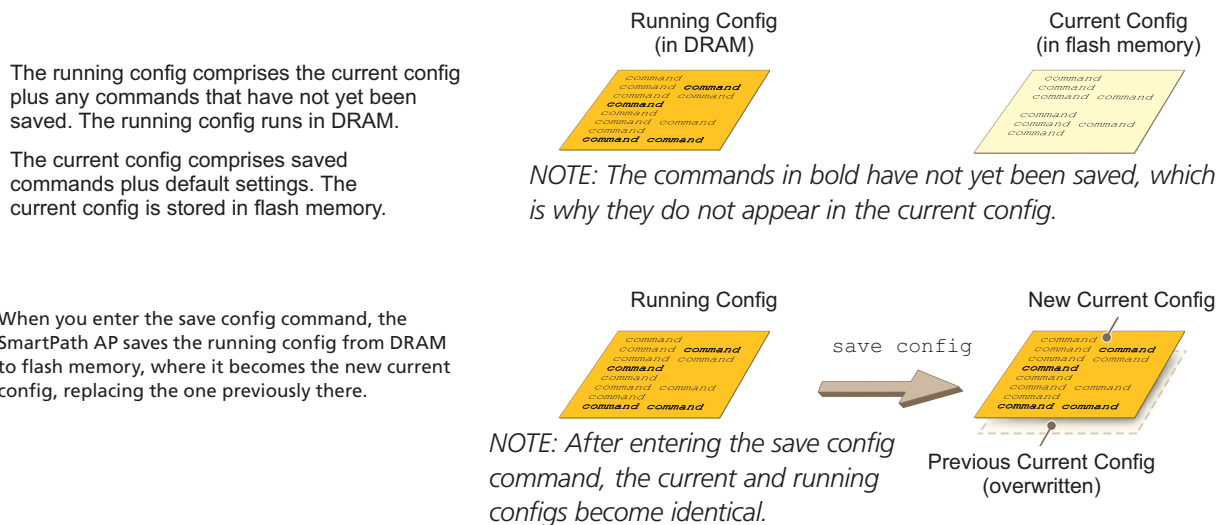 The running config comprises the current config
plus any commands that have not yet been
saved. The running config runs in DRAM.
The current config comprises saved
commands plus default settings. The
current config is stored in flash memory.
Running Config
(in DRAM)
command
command command
command command
command
command
command command
command
command command
Current Config
(in flash memory)
command
command
command command
command
command command
command
NOTE: The commands in bold have not yet been saved, which
is why they do not appear in the current config.
When you enter the save config command, the
SmartPath AP saves the running config from DRAM
to flash memory, where it becomes the new current
config, replacing the one previously there.
Running Config
command
command command
command command
command
command
command command
command
command command
save config
New Current Config
command
command command
command command
command
command
command command
command
command command
Previous Current Config
(overwritten)
NOTE: After entering the save config
command, the current and running
configs become identical.